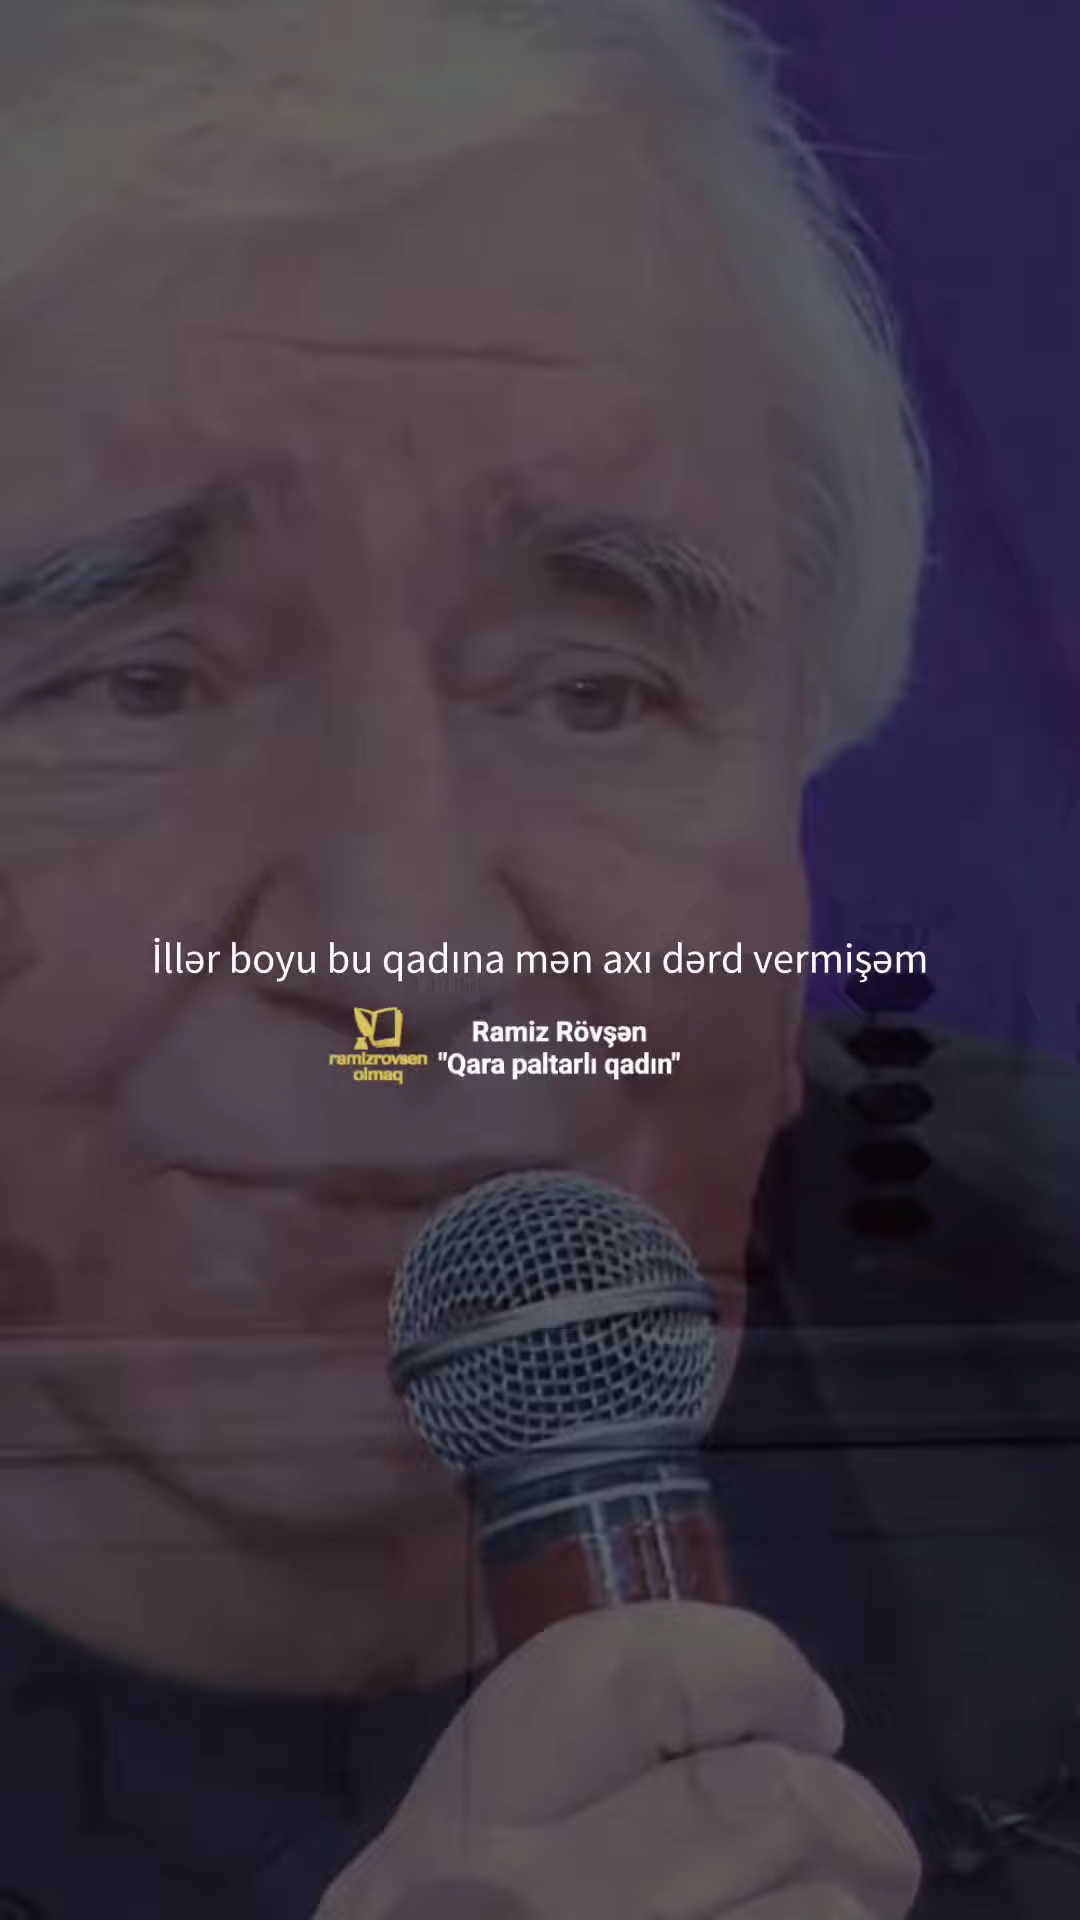 İllər boyu bu qadına mən axı dərd vermişəm
Ramiz Rövşən
"Qara paltarlı qadın"
ramizrovsen
olmaq